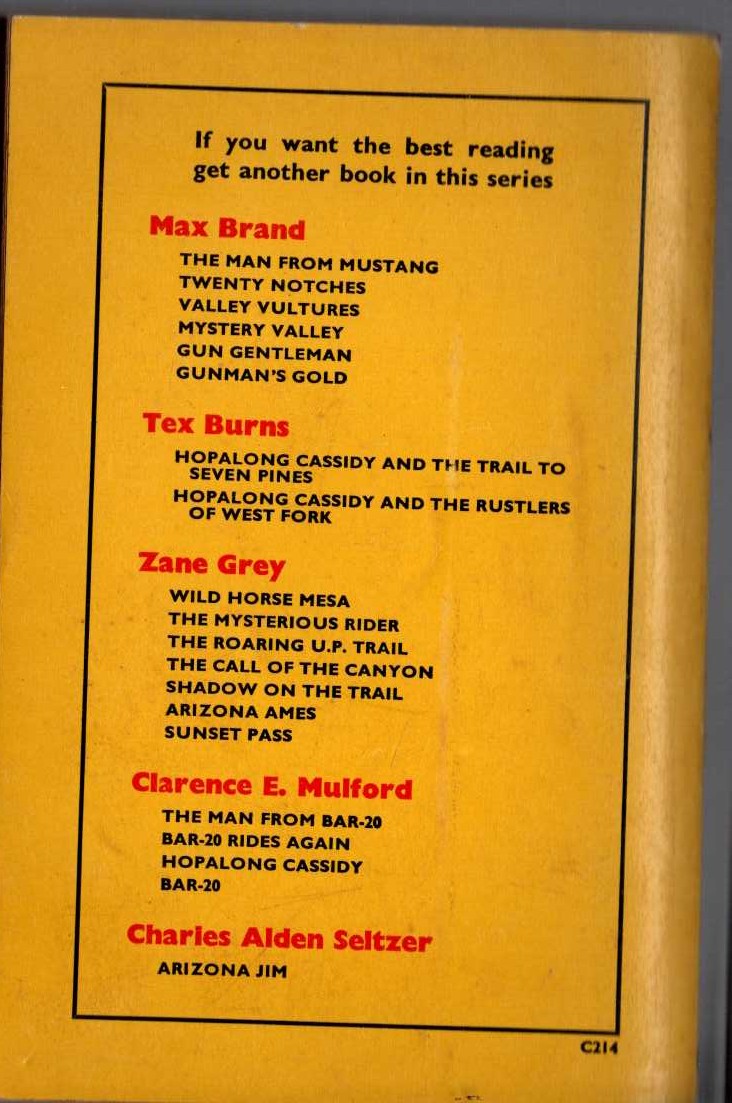 If you want the best reading
get another book in this series
Max Brand
THE MAN FROM MUSTANG
TWENTY NOTCHES
VALLEY VULTURES
MYSTERY VALLEY
GUN GENTLEMAN
GUNMAN'S GOLD
Tex Burns
HOPALONG CASSIDY AND THE TRAIL TO
SEVEN PINES
HOPALONG CASSIDY AND THE RUSTLERS
OF WEST FORK
Zane Grey
WILD HORSE MESA
THE MYSTERIOUS RIDER
THE ROARING U.P. TRAIL
THE CALL OF THE CANYON
SHADOW ON THE TRAIL
ARIZONA AMES
SUNSET PASS
Clarence E. Mulford
THE MAN FROM BAR-20
BAR-20 RIDES AGAIN
HOPALONG CASSIDY
BAR-20
Charles Alden Seltzer
ARIZONA JIM
C214